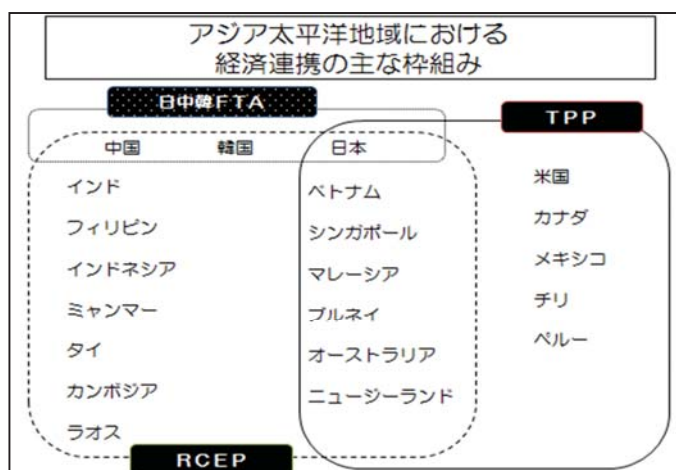 アジア太平洋地域における
経済連携の主な枠組み
日中韓FTA
TPP
中国 韓国 日本
インド
フィリピン
インドネシア
ミャンマー
タイ
カンボジア
ラオス
ベトナム
シンガポール
マレーシア
ブルネイ
オーストラリア
ニュージーランド
米国
カナダ
メキシコ
チリ
ペルー
RCEP